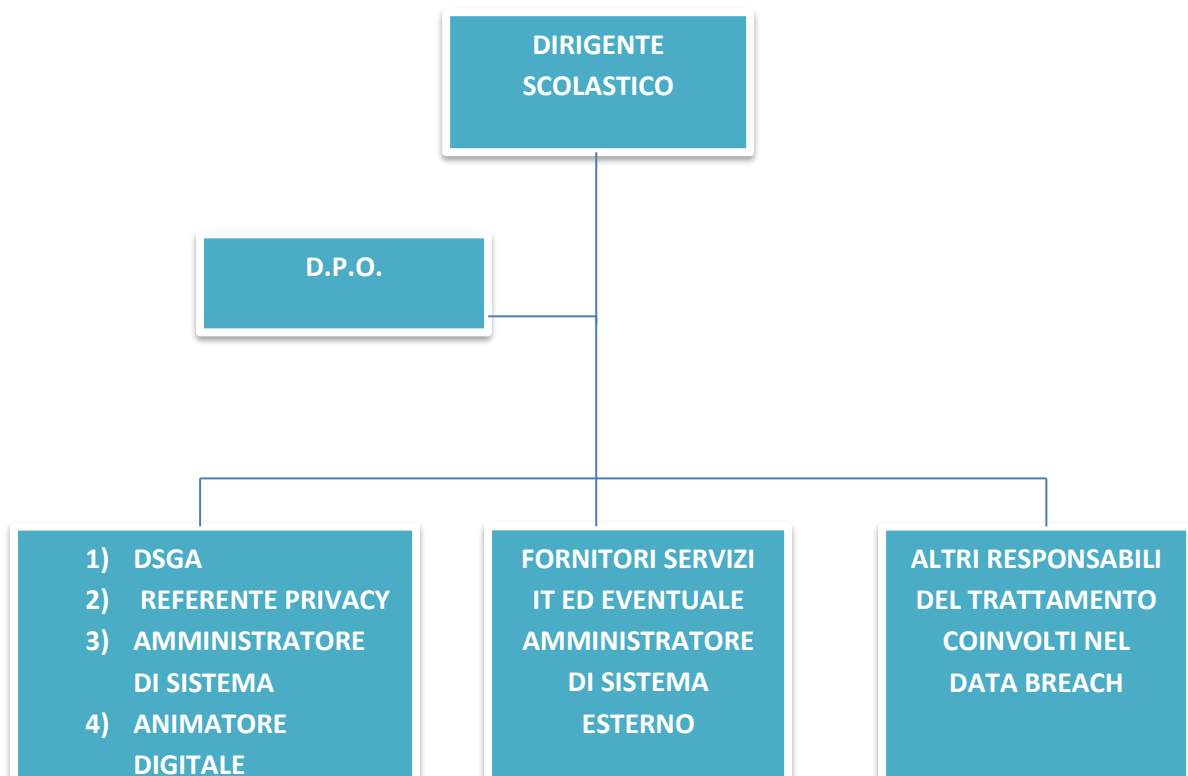 DIRIGENTE
SCOLASTICO
D.P.O.
1) DSGA
2) REFERENTE PRIVACY
3) AMMINISTRATORE
DI SISTEMA
4) ANIMATORE
DIGITALE
FORNITORI SERVIZI
IT ED EVENTUALE
AMMINISTRATORE
DI SISTEMA
ESTERNO
ALTRI RESPONSABILI
DEL TRATTAMENTO
COINVOLTI NEL
DATA BREACH